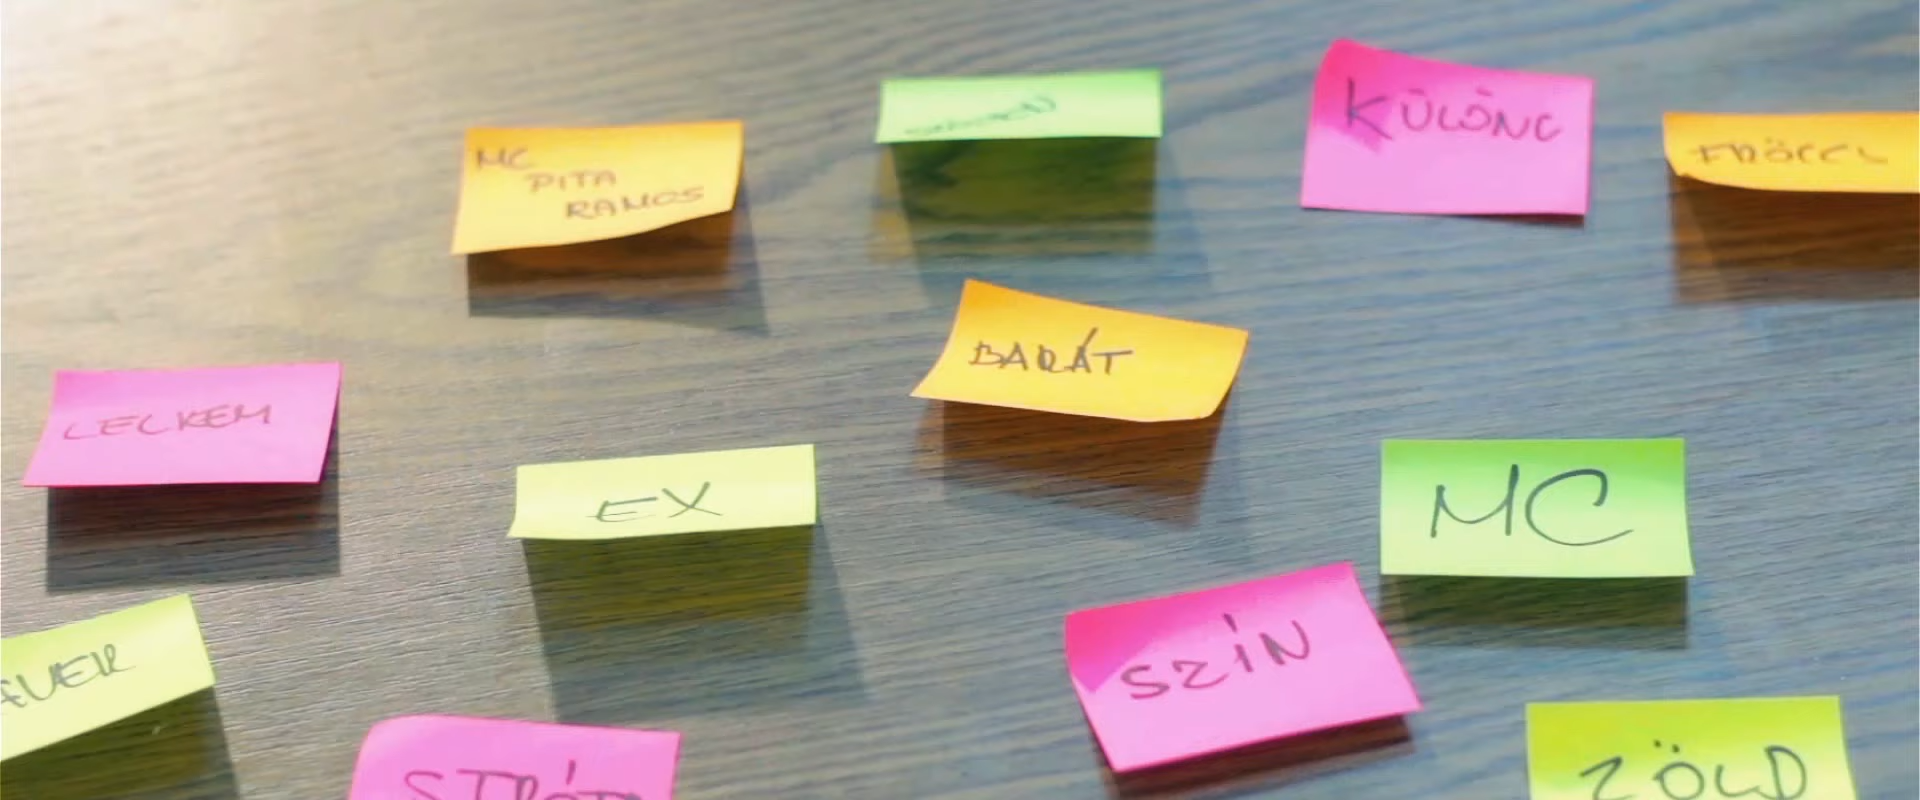 MC
PITA
RAMOS
KÜLÖNC
FRÖCCS
BARÁT
LELKEM
EX
MC
SZÍN
ZÖLD